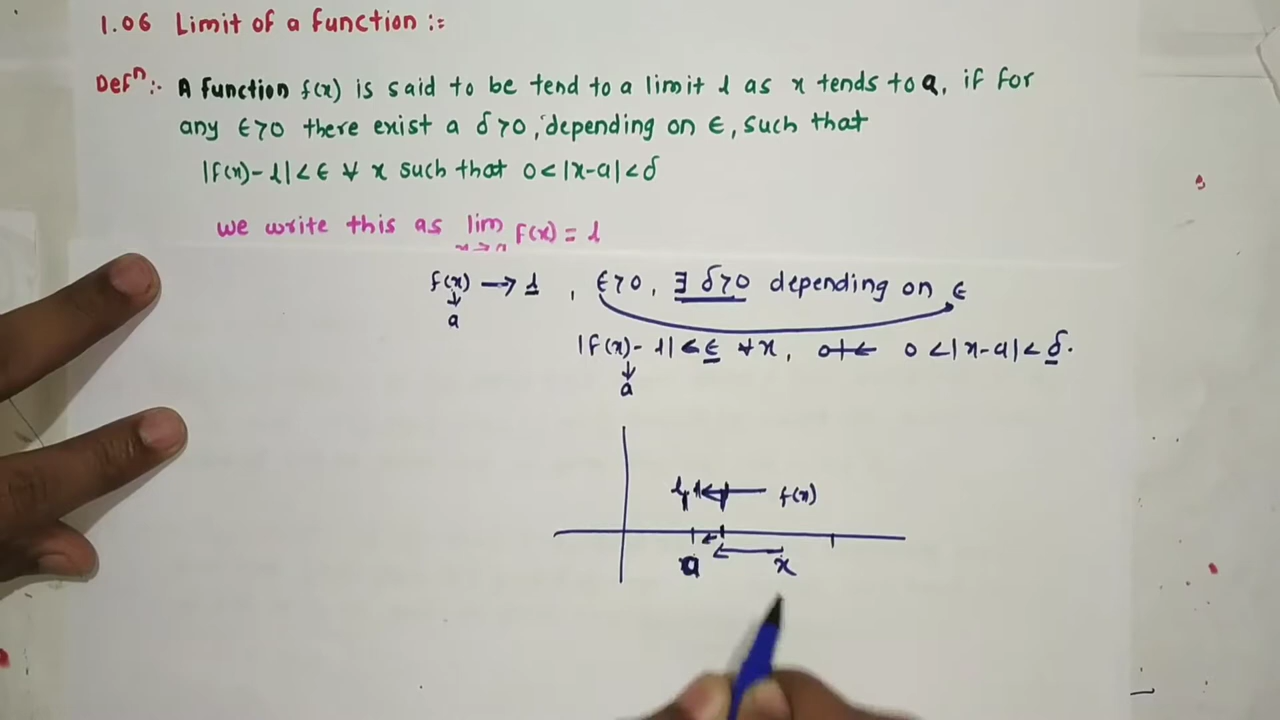 1.06 Limit of a function :=
Defⁿ:- A function f(x) is said to be tend to a limit l as x tends to a, if for
any ϵ>0 there exist a δ>0, depending on ϵ, such that
|f(x)-l|<ϵ ∀ x such that 0<|x-a|<δ
we write this as lim f(x) = l
x→a
f(x) → l , ϵ>0, ∃ δ>0 depending on ϵ
↓
a
|f(x)-l|<ϵ ∀x, 0<|x-a|<δ.
↓
a
l ← f(x)
a ← x